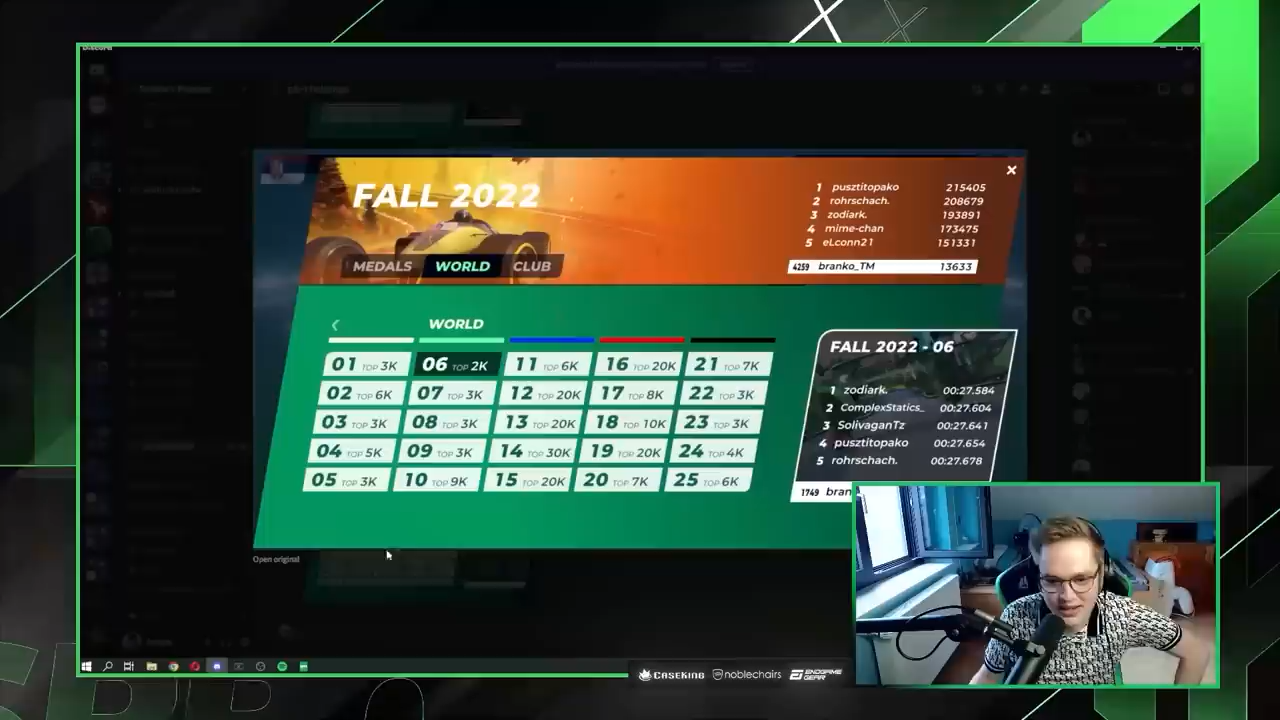 FALL 2022
MEDALS WORLD CLUB
1 pusztitopako 215405
2 rohrschach. 208679
3 zodiark. 193891
4 mime-chan 173475
5 eLconn21 151331
4259 branko_TM 13633
WORLD
01 TOP 3K 06 TOP 2K 11 TOP 6K 16 TOP 20K 21 TOP 7K
02 TOP 6K 07 TOP 3K 12 TOP 20K 17 TOP 8K 22 TOP 3K
03 TOP 3K 08 TOP 3K 13 TOP 20K 18 TOP 10K 23 TOP 3K
04 TOP 5K 09 TOP 3K 14 TOP 30K 19 TOP 20K 24 TOP 4K
05 TOP 3K 10 TOP 9K 15 TOP 20K 20 TOP 7K 25 TOP 6K
FALL 2022 - 06
1 zodiark. 00:27.584
2 ComplexStatics_ 00:27.604
3 SolivaganTz 00:27.641
4 pusztitopako 00:27.654
5 rohrschach. 00:27.678
1749 bran
Open original
CASEKING noblechairs ENDGAME GEAR